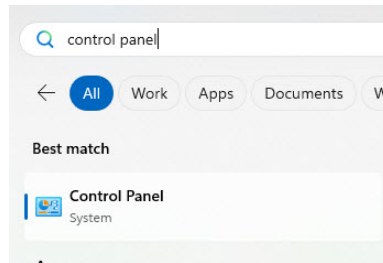 control panel
All Work Apps Documents
Best match
Control Panel
System